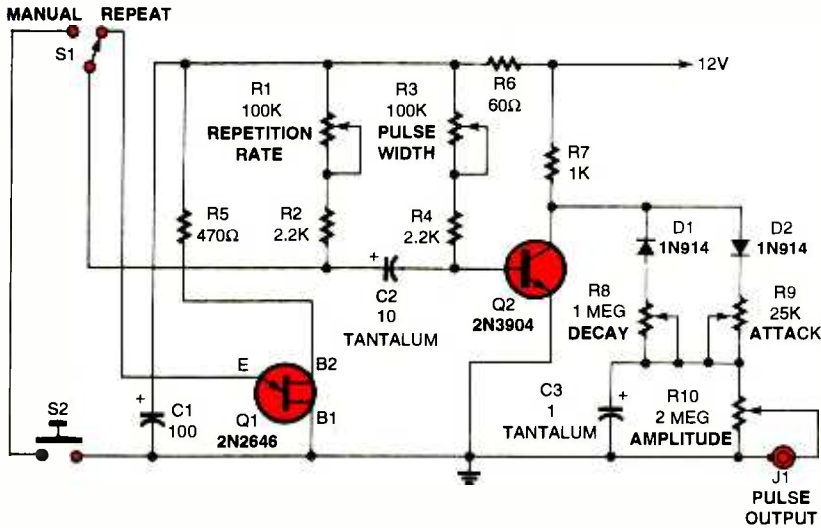 MANUAL REPEAT
S1
R1
100K
REPETITION
RATE
R3
100K
PULSE
WIDTH
R6
60Ω
12V
R7
1K
R5
470Ω
R2
2.2K
R4
2.2K
+
C2
10
TANTALUM
Q2
2N3904
D1
1N914
D2
1N914
R8
1 MEG
DECAY
R9
25K
ATTACK
E
B2
B1
Q1
2N2646
+
C1
100
S2
C3
1
TANTALUM
+
R10
2 MEG
AMPLITUDE
J1
PULSE
OUTPUT